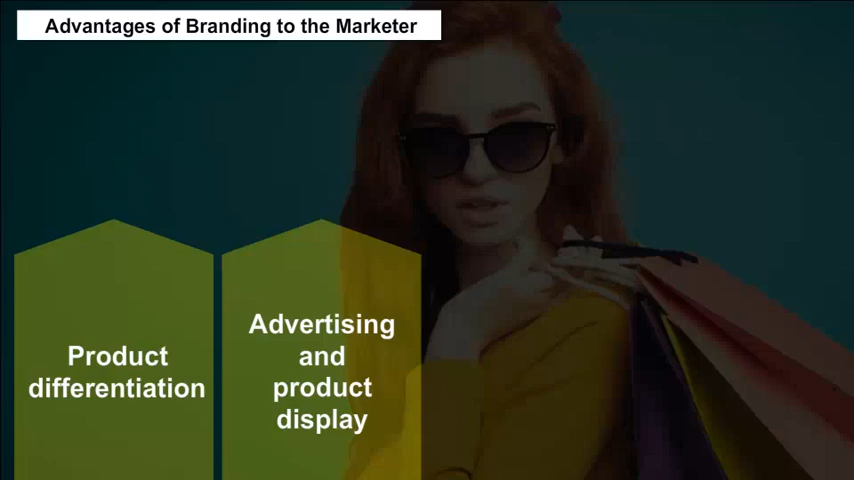 Advantages of Branding to the Marketer
Product
differentiation
Advertising
and
product
display